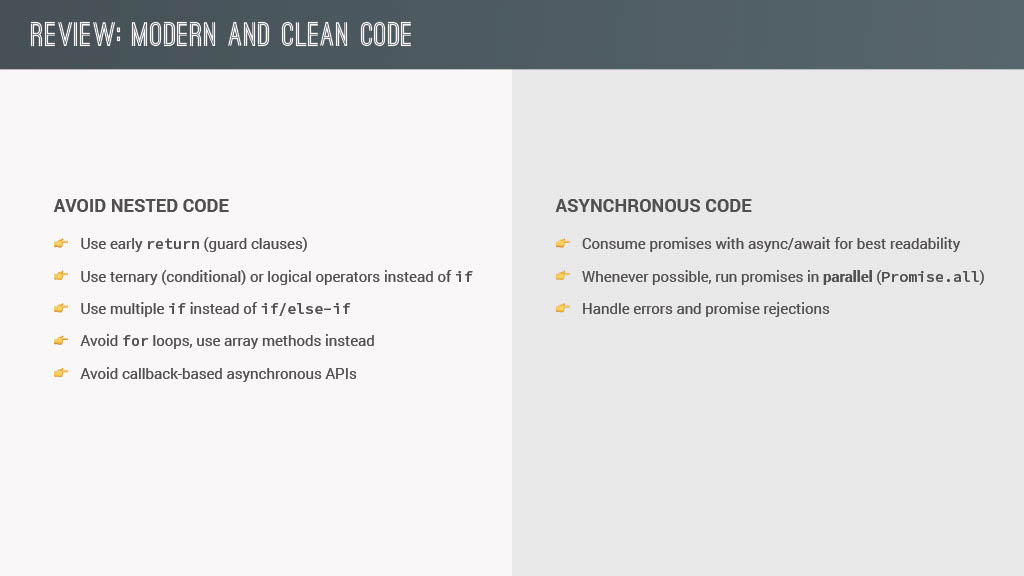 REVIEW: MODERN AND CLEAN CODE
AVOID NESTED CODE
👉 Use early return (guard clauses)
👉 Use ternary (conditional) or logical operators instead of if
👉 Use multiple if instead of if/else-if
👉 Avoid for loops, use array methods instead
👉 Avoid callback-based asynchronous APIs
ASYNCHRONOUS CODE
👉 Consume promises with async/await for best readability
👉 Whenever possible, run promises in parallel (Promise.all)
👉 Handle errors and promise rejections